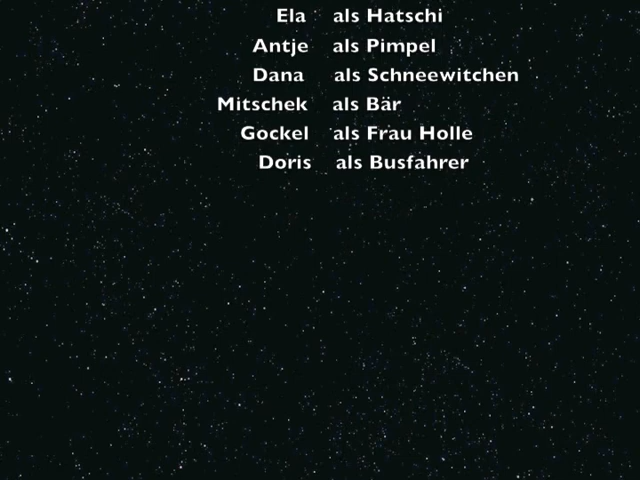 Ela als Hatschi
Antje als Pimpel
Dana als Schneewitchen
Mitschek als Bär
Gockel als Frau Holle
Doris als Busfahrer